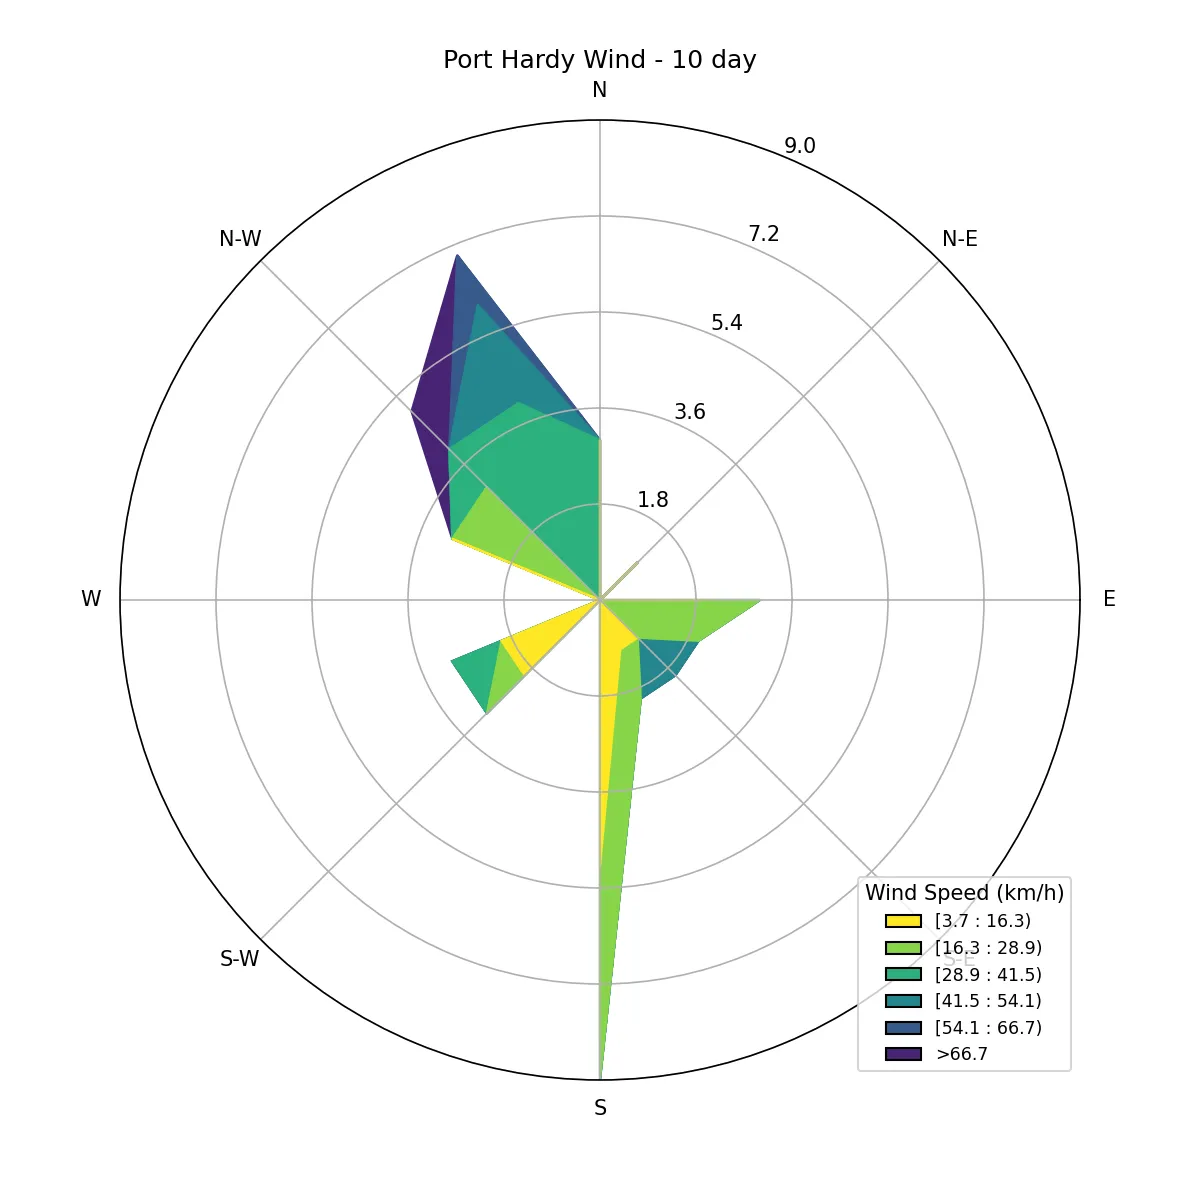 Port Hardy Wind - 10 day
N
9.0
N-W
7.2
N-E
5.4
3.6
1.8
W
E
Wind Speed (km/h)
[3.7 : 16.3)
[16.3 : 28.9)
S-W
S-E
[28.9 : 41.5)
[41.5 : 54.1)
[54.1 : 66.7)
>66.7
S